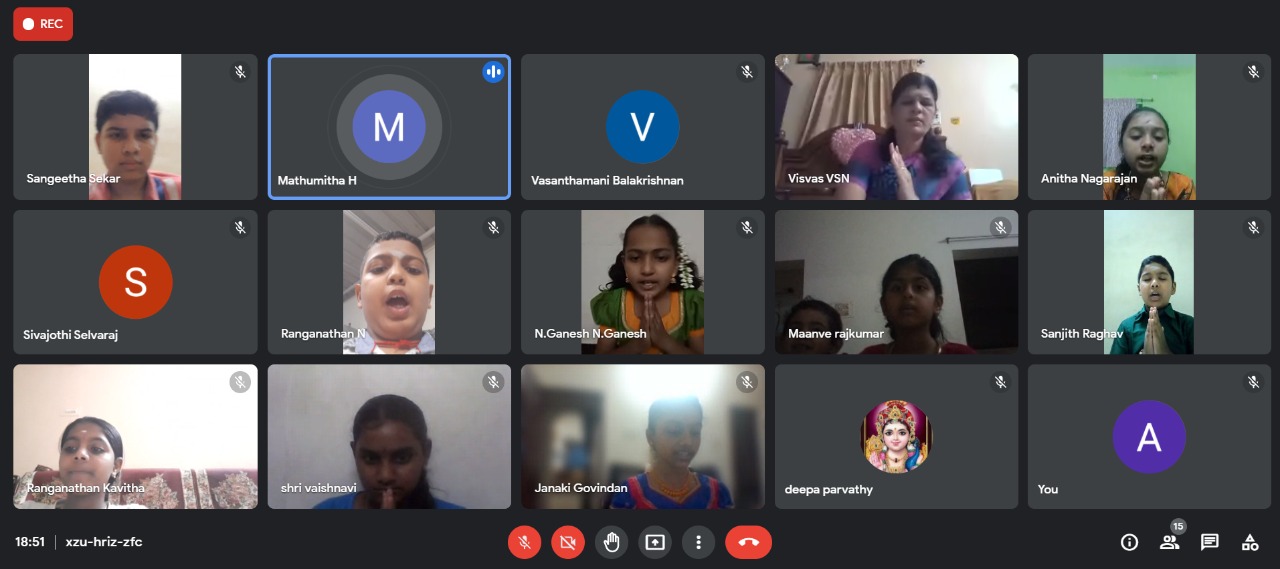 REC
Sangeetha Sekar
M
Mathumitha H
V
Vasanthamani Balakrishnan
Visvas VSN
Anitha Nagarajan
S
Sivajothi Selvaraj
Ranganathan N
N.Ganesh N.Ganesh
Maanve rajkumar
Sanjith Raghav
Ranganathan Kavitha
shri vaishnavi
Janaki Govindan
deepa parvathy
A
You
18:51 | xzu-hriz-zfc
15